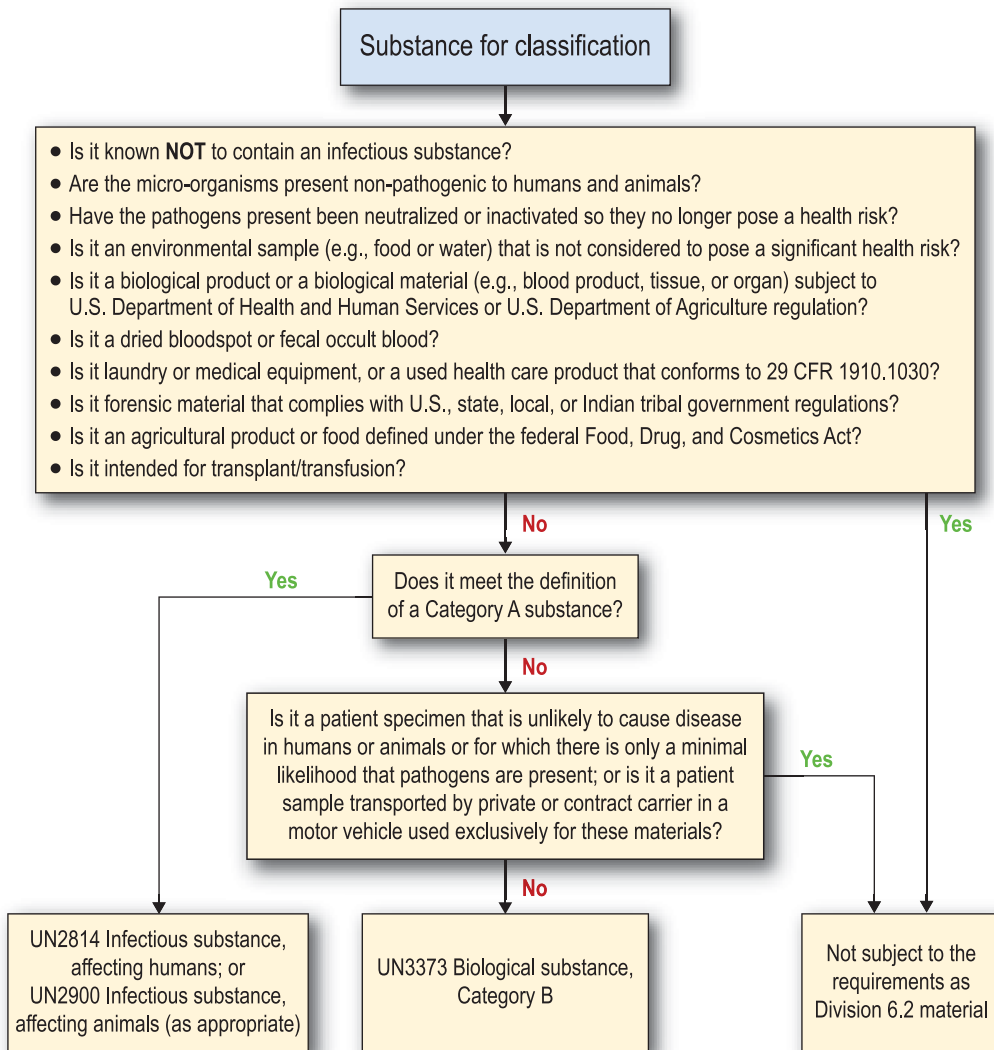 Substance for classification
• Is it known NOT to contain an infectious substance?
• Are the micro-organisms present non-pathogenic to humans and animals?
• Have the pathogens present been neutralized or inactivated so they no longer pose a health risk?
• Is it an environmental sample (e.g., food or water) that is not considered to pose a significant health risk?
• Is it a biological product or a biological material (e.g., blood product, tissue, or organ) subject to
U.S. Department of Health and Human Services or U.S. Department of Agriculture regulation?
• Is it a dried bloodspot or fecal occult blood?
• Is it laundry or medical equipment, or a used health care product that conforms to 29 CFR 1910.1030?
• Is it forensic material that complies with U.S., state, local, or Indian tribal government regulations?
• Is it an agricultural product or food defined under the federal Food, Drug, and Cosmetics Act?
• Is it intended for transplant/transfusion?
No
Yes
Yes
Does it meet the definition
of a Category A substance?
No
Is it a patient specimen that is unlikely to cause disease
in humans or animals or for which there is only a minimal
likelihood that pathogens are present; or is it a patient
sample transported by private or contract carrier in a
motor vehicle used exclusively for these materials?
Yes
No
UN2814 Infectious substance,
affecting humans; or
UN2900 Infectious substance,
affecting animals (as appropriate)
UN3373 Biological substance,
Category B
Not subject to the
requirements as
Division 6.2 material